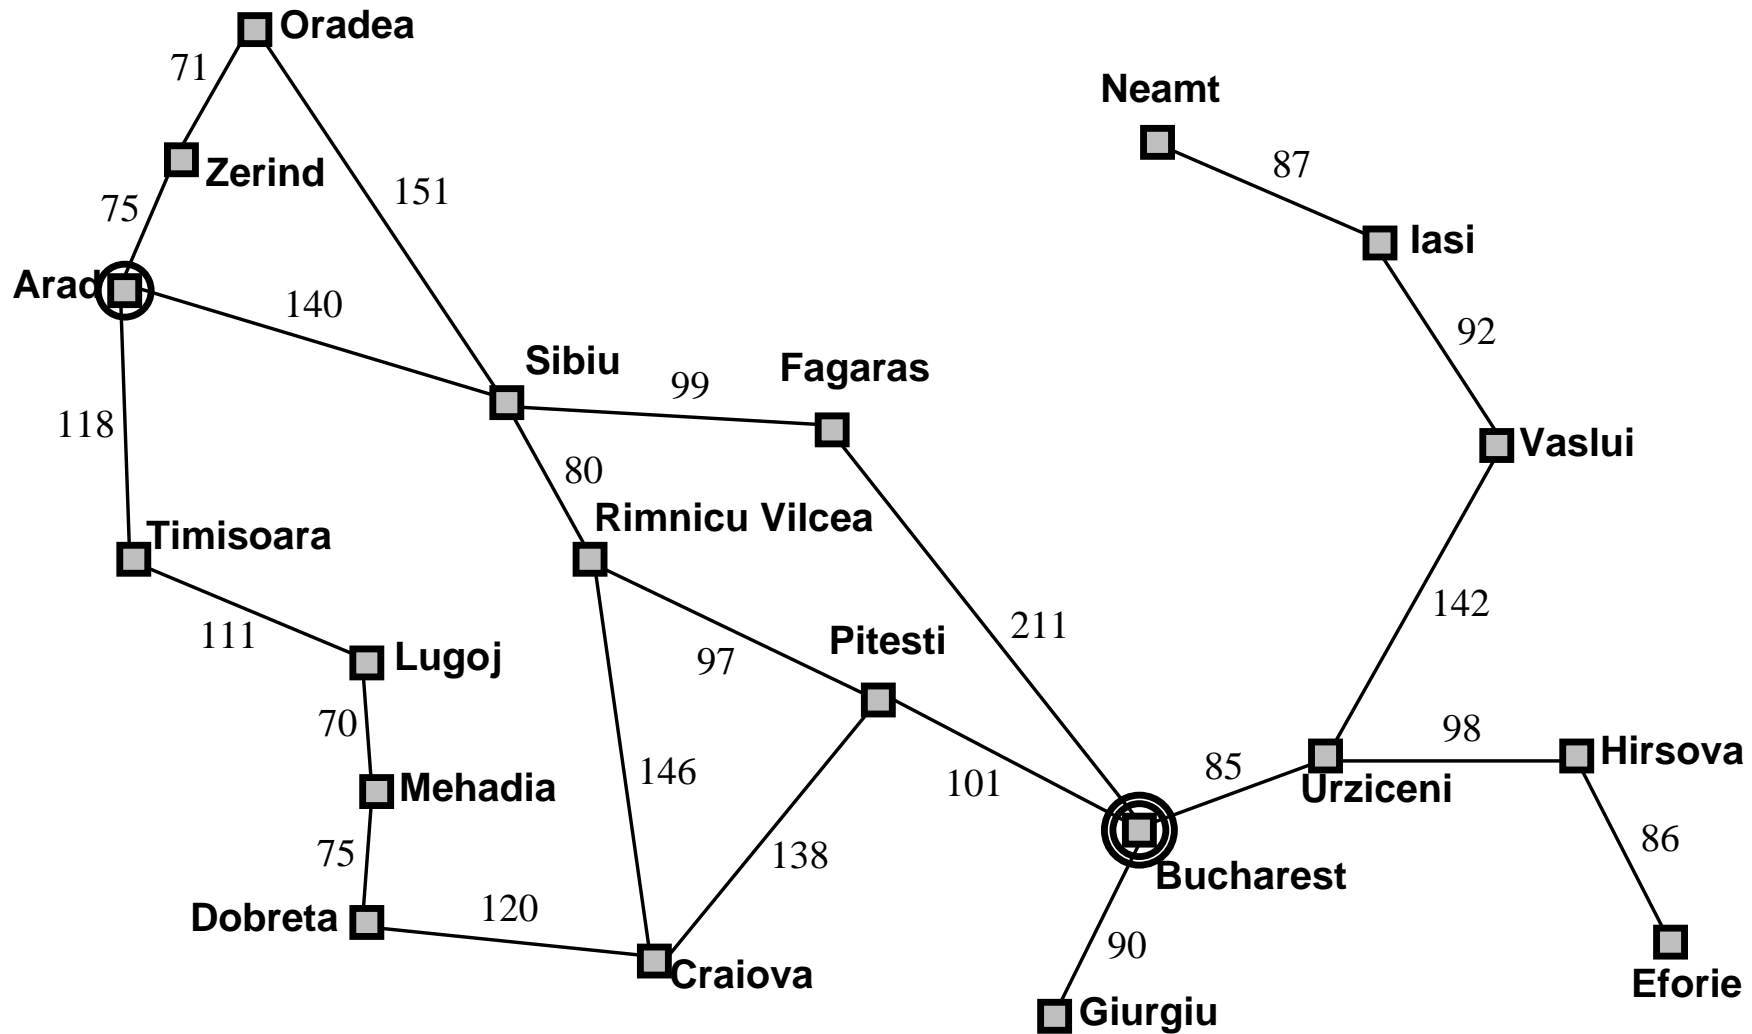 Oradea
71
Neamt
87
Zerind
151
75
Iasi
Arad
140
92
Sibiu
Fagaras
99
118
Vaslui
80
Rimnicu Vilcea
Timisoara
142
211
111
Pitesti
Lugoj
97
70
98
Hirsova
146
85
101
Mehadia
Urziceni
86
75
138
Bucharest
120
Dobreta
90
Craiova
Eforie
Giurgiu